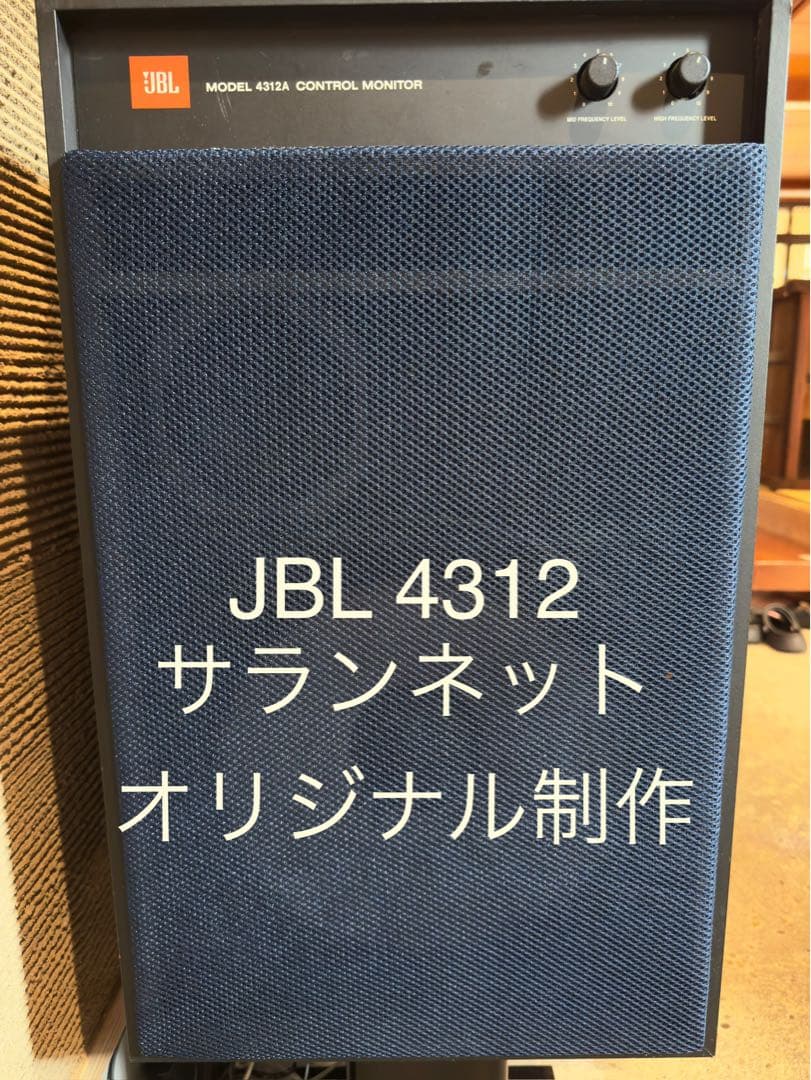 JBL
MODEL 4312A CONTROL MONITOR
MID FREQUENCY LEVEL
HIGH FREQUENCY LEVEL
JBL 4312
サランネット
オリジナル制作